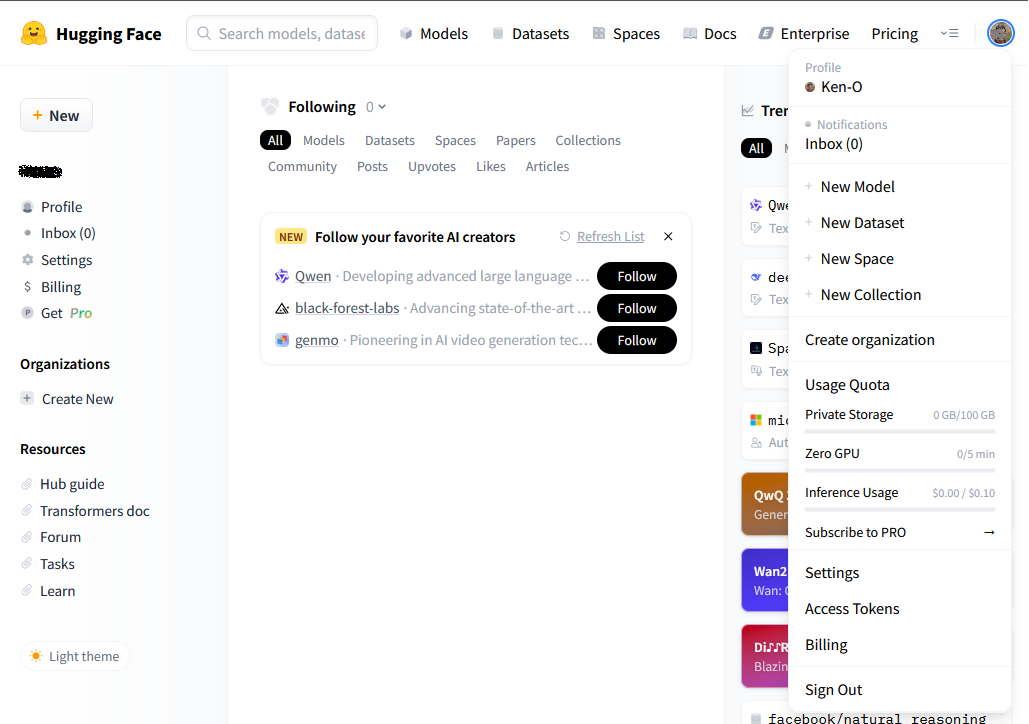 Hugging Face
Search models, datase
Models
Datasets
Spaces
Docs
Enterprise
Pricing
+ New
Profile
Inbox (0)
Settings
$ Billing
P Get Pro
Organizations
+ Create New
Resources
Hub guide
Transformers doc
Forum
Tasks
Learn
Light theme
Following 0
All Models Datasets Spaces Papers Collections
Community Posts Upvotes Likes Articles
NEW Follow your favorite AI creators Refresh List
Qwen · Developing advanced large language … Follow
black-forest-labs · Advancing state-of-the-art … Follow
genmo · Pioneering in AI video generation tec… Follow
Tren
All M
Qwe
Tex
dee
Tex
Spa
Tex
mic
Aut
QwQ
Gener
Wan2
Wan:
Di♪♪R
Blazin
facebook/natural_reasoning
Profile
Ken-O
Notifications
Inbox (0)
+ New Model
+ New Dataset
+ New Space
+ New Collection
Create organization
Usage Quota
Private Storage 0 GB/100 GB
Zero GPU 0/5 min
Inference Usage $0.00 / $0.10
Subscribe to PRO →
Settings
Access Tokens
Billing
Sign Out